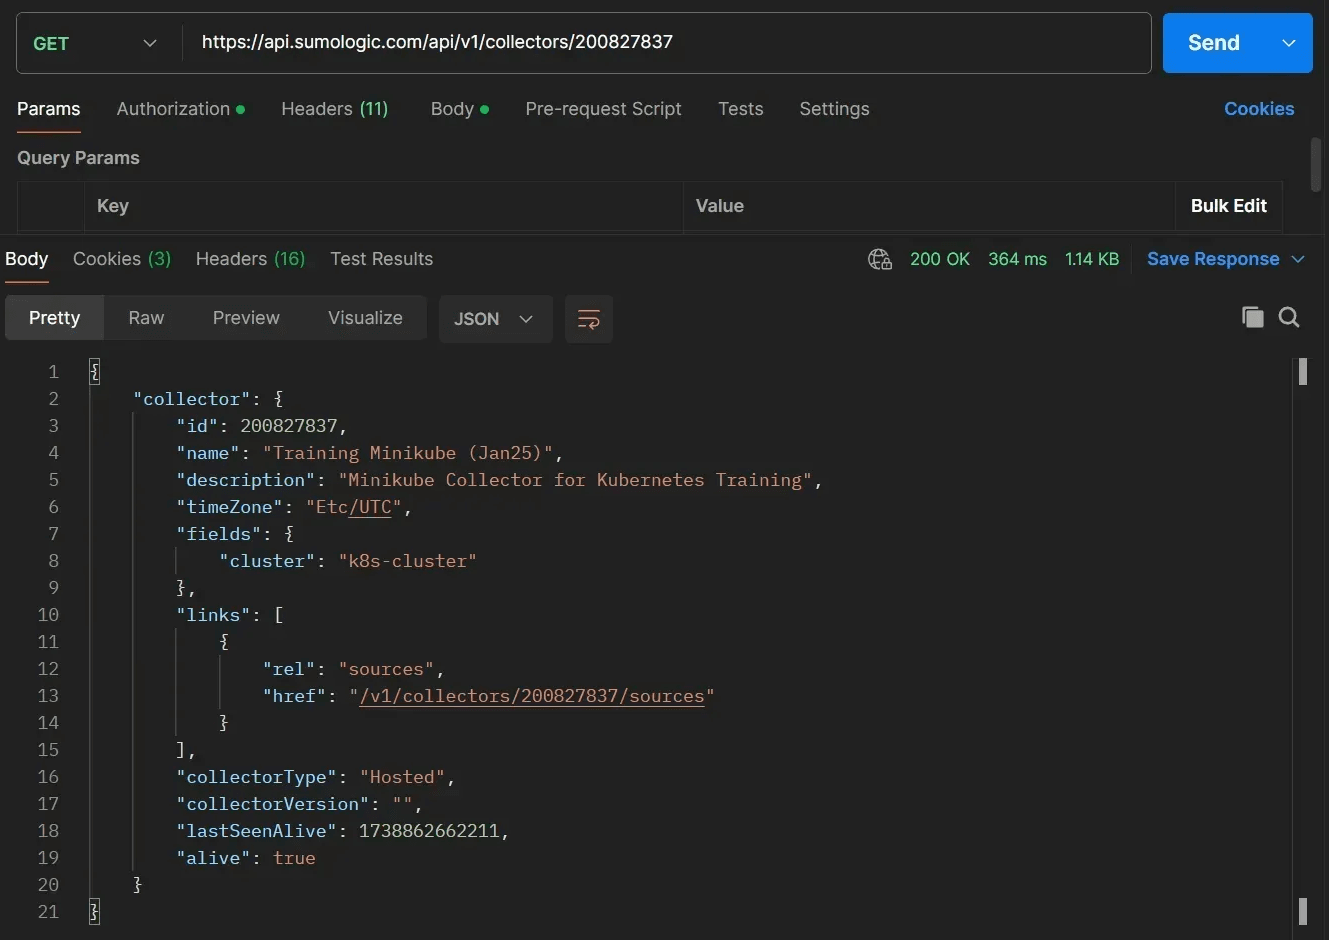 GET https://api.sumologic.com/api/v1/collectors/200827837 Send
Params Authorization Headers (11) Body Pre-request Script Tests Settings Cookies
Query Params
Key Value Bulk Edit
Body Cookies (3) Headers (16) Test Results 200 OK 364 ms 1.14 KB Save Response
Pretty Raw Preview Visualize JSON
1 {
2 "collector": {
3 "id": 200827837,
4 "name": "Training Minikube (Jan25)",
5 "description": "Minikube Collector for Kubernetes Training",
6 "timeZone": "Etc/UTC",
7 "fields": {
8 "cluster": "k8s-cluster"
9 },
10 "links": [
11 {
12 "rel": "sources",
13 "href": "/v1/collectors/200827837/sources"
14 }
15 ],
16 "collectorType": "Hosted",
17 "collectorVersion": "",
18 "lastSeenAlive": 1738862662211,
19 "alive": true
20 }
21 }